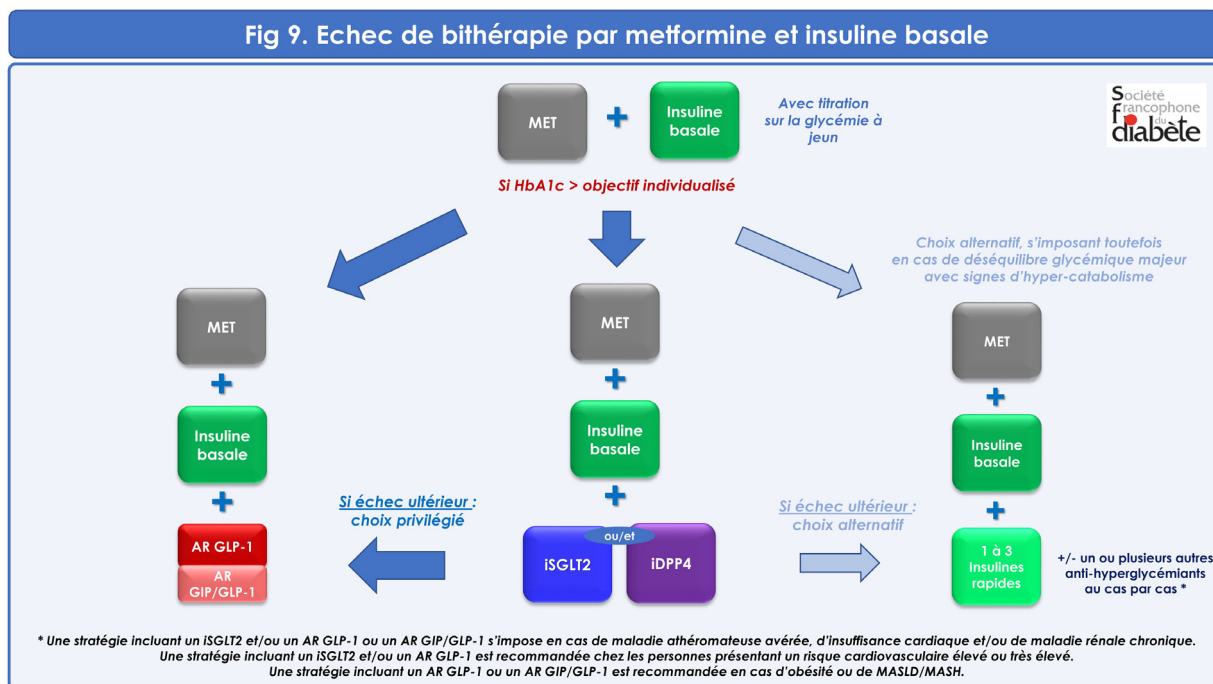 Fig 9. Echec de bithérapie par metformine et insuline basale
MET
+
Insuline
basale
Avec titration
sur la glycémie à
jeun
Société
francophone
du
diabète
Si HbA1c > objectif individualisé
Choix alternatif, s'imposant toutefois
en cas de déséquilibre glycémique majeur
avec signes d'hyper-catabolisme
MET
+
Insuline
basale
+
AR GLP-1
AR
GIP/GLP-1
Si échec ultérieur :
choix privilégié
MET
+
Insuline
basale
+
ou/et
iSGLT2
iDPP4
Si échec ultérieur :
choix alternatif
MET
+
Insuline
basale
+
1 à 3
Insulines
rapides
+/- un ou plusieurs autres
anti-hyperglycémiants
au cas par cas *
* Une stratégie incluant un iSGLT2 et/ou un AR GLP-1 ou un AR GIP/GLP-1 s'impose en cas de maladie athéromateuse avérée, d'insuffisance cardiaque et/ou de maladie rénale chronique.
Une stratégie incluant un iSGLT2 et/ou un AR GLP-1 est recommandée chez les personnes présentant un risque cardiovasculaire élevé ou très élevé.
Une stratégie incluant un AR GLP-1 ou un AR GIP/GLP-1 est recommandée en cas d'obésité ou de MASLD/MASH.